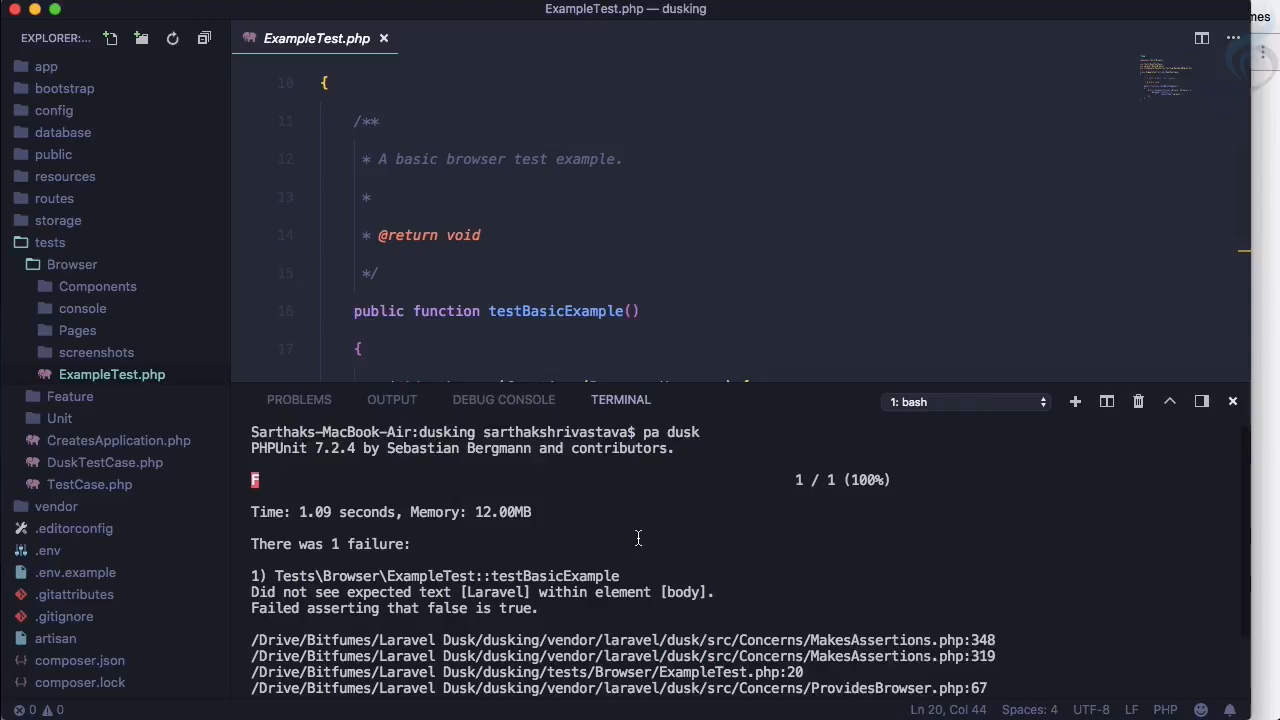 ExampleTest.php — dusking
mes
EXPLORER:...
ExampleTest.php ×
app
bootstrap
config
database
public
resources
routes
storage
tests
Browser
Components
console
Pages
screenshots
ExampleTest.php
Feature
Unit
CreatesApplication.php
DuskTestCase.php
TestCase.php
vendor
.editorconfig
.env
.env.example
.gitattributes
.gitignore
artisan
composer.json
composer.lock
10 {
11 /**
12 * A basic browser test example.
13 *
14 * @return void
15 */
16 public function testBasicExample()
17 {
PROBLEMS OUTPUT DEBUG CONSOLE TERMINAL 1: bash
Sarthaks-MacBook-Air:dusking sarthakshrivastava$ pa dusk
PHPUnit 7.2.4 by Sebastian Bergmann and contributors.
F 1 / 1 (100%)
Time: 1.09 seconds, Memory: 12.00MB
There was 1 failure:
1) Tests\Browser\ExampleTest::testBasicExample
Did not see expected text [Laravel] within element [body].
Failed asserting that false is true.
/Drive/Bitfumes/Laravel Dusk/dusking/vendor/laravel/dusk/src/Concerns/MakesAssertions.php:348
/Drive/Bitfumes/Laravel Dusk/dusking/vendor/laravel/dusk/src/Concerns/MakesAssertions.php:319
/Drive/Bitfumes/Laravel Dusk/dusking/tests/Browser/ExampleTest.php:20
/Drive/Bitfumes/Laravel Dusk/dusking/vendor/laravel/dusk/src/Concerns/ProvidesBrowser.php:67
0 0 Ln 20, Col 44 Spaces: 4 UTF-8 LF PHP